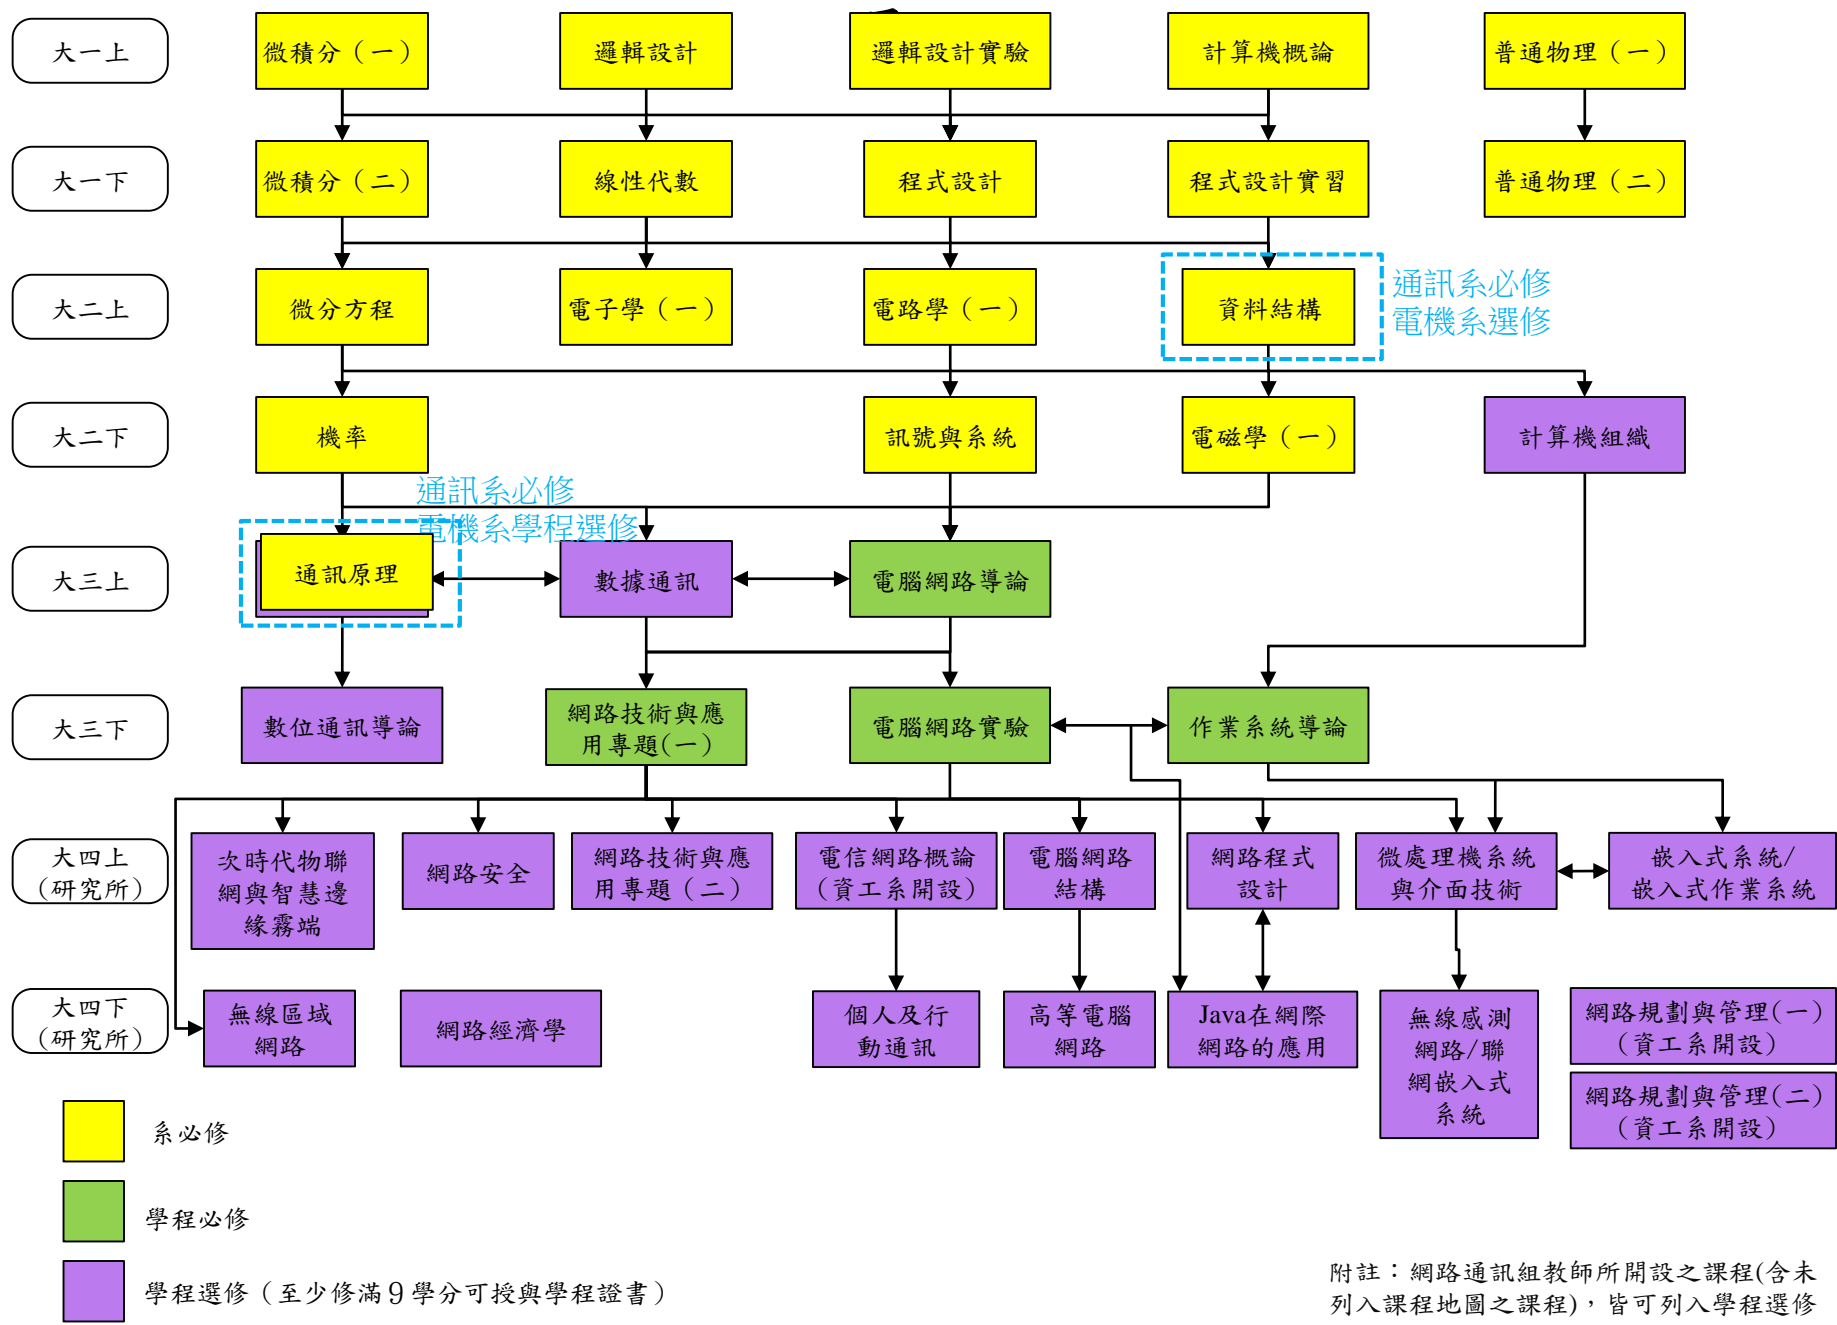 大一上
微積分（一）
邏輯設計
邏輯設計實驗
計算機概論
普通物理（一）
大一下
微積分（二）
線性代數
程式設計
程式設計實習
普通物理（二）
大二上
微分方程
電子學（一）
電路學（一）
資料結構
通訊系必修
電機系選修
大二下
機率
訊號與系統
電磁學（一）
計算機組織
通訊系必修
電機系學程選修
大三上
通訊原理
數據通訊
電腦網路導論
大三下
數位通訊導論
網路技術與應
用專題(一)
電腦網路實驗
作業系統導論
大四上
（研究所）
次時代物聯
網與智慧邊
緣霧端
網路安全
網路技術與應
用專題（二）
電信網路概論
（資工系開設）
電腦網路
結構
網路程式
設計
微處理機系統
與介面技術
嵌入式系統/
嵌入式作業系統
大四下
（研究所）
無線區域
網路
網路經濟學
個人及行
動通訊
高等電腦
網路
Java在網際
網路的應用
無線感測
網路/聯
網嵌入式
系統
網路規劃與管理(一)
（資工系開設）
網路規劃與管理(二)
（資工系開設）
系必修
學程必修
學程選修（至少修滿９學分可授與學程證書）
附註：網路通訊組教師所開設之課程(含未
列入課程地圖之課程)，皆可列入學程選修